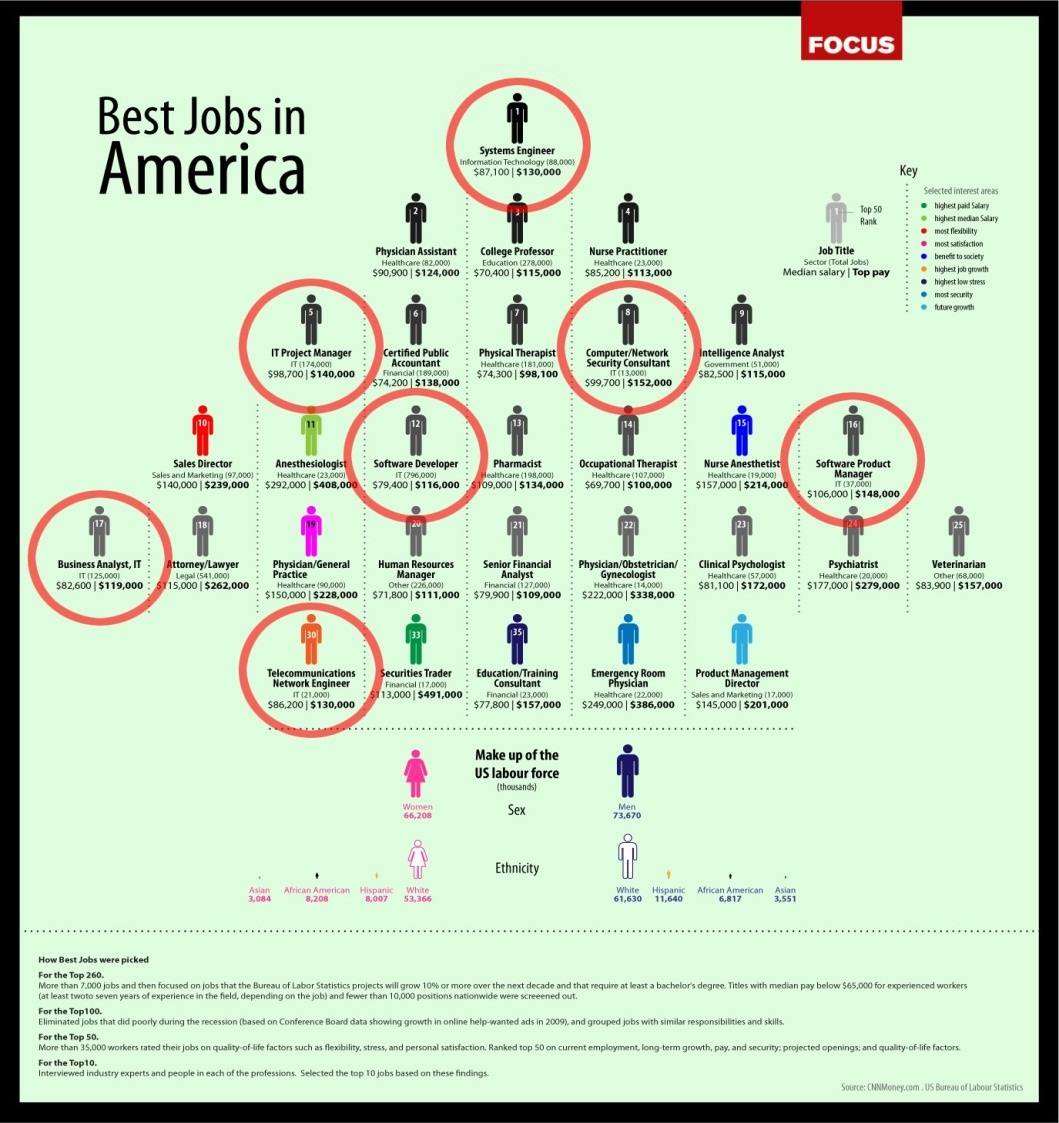 FOCUS
Best Jobs in
America
1
Systems Engineer
Information Technology (88,000)
$87,100 | $130,000
Key
Selected interest areas
highest paid Salary
highest median Salary
most flexibility
most satisfaction
benefit to society
highest job growth
highest low stress
most security
future growth
1
Top 50
Rank
Job Title
Sector (Total Jobs)
Median salary | Top pay
2
Physician Assistant
Healthcare (82,000)
$90,900 | $124,000
3
College Professor
Education (278,000)
$70,400 | $115,000
4
Nurse Practitioner
Healthcare (23,000)
$85,200 | $113,000
5
IT Project Manager
IT (174,000)
$98,700 | $140,000
6
Certified Public
Accountant
Financial (189,000)
$74,200 | $138,000
7
Physical Therapist
Healthcare (181,000)
$74,300 | $98,100
8
Computer/Network
Security Consultant
IT (13,000)
$99,700 | $152,000
9
Intelligence Analyst
Government (51,000)
$82,500 | $115,000
10
Sales Director
Sales and Marketing (97,000)
$140,000 | $239,000
11
Anesthesiologist
Healthcare (23,000)
$292,000 | $408,000
12
Software Developer
IT (796,000)
$79,400 | $116,000
13
Pharmacist
Healthcare (198,000)
$109,000 | $134,000
14
Occupational Therapist
Healthcare (107,000)
$69,700 | $100,000
15
Nurse Anesthetist
Healthcare (19,000)
$157,000 | $214,000
16
Software Product
Manager
IT (37,000)
$106,000 | $148,000
17
Business Analyst, IT
IT (125,000)
$82,600 | $119,000
18
Attorney/Lawyer
Legal (541,000)
$115,000 | $262,000
19
Physician/General
Practice
Healthcare (90,000)
$150,000 | $228,000
20
Human Resources
Manager
Other (226,000)
$71,800 | $111,000
21
Senior Financial
Analyst
Financial (127,000)
$79,900 | $109,000
22
Physician/Obstetrician/
Gynecologist
Healthcare (14,000)
$222,000 | $338,000
23
Clinical Psychologist
Healthcare (57,000)
$81,100 | $172,000
24
Psychiatrist
Healthcare (20,000)
$177,000 | $279,000
25
Veterinarian
Other (68,000)
$83,900 | $157,000
30
Telecommunications
Network Engineer
IT (21,000)
$86,200 | $130,000
33
Securities Trader
Financial (17,000)
$113,000 | $491,000
35
Education/Training
Consultant
Financial (23,000)
$77,800 | $157,000
Emergency Room
Physician
Healthcare (22,000)
$249,000 | $386,000
Product Management
Director
Sales and Marketing (17,000)
$145,000 | $201,000
Make up of the
US labour force
(thousands)
Women
66,208
Sex
Men
73,670
Ethnicity
Asian
3,084
African American
8,208
Hispanic
8,007
White
53,366
White
61,630
Hispanic
11,640
African American
6,817
Asian
3,551
How Best Jobs were picked
For the Top 260.
More than 7,000 jobs and then focused on jobs that the Bureau of Labor Statistics projects will grow 10% or more over the next decade and that require at least a bachelor's degree. Titles with median pay below $65,000 for experienced workers
(at least twoto seven years of experience in the field, depending on the job) and fewer than 10,000 positions nationwide were screeened out.
For the Top100.
Eliminated jobs that did poorly during the recession (based on Conference Board data showing growth in online help-wanted ads in 2009), and grouped jobs with similar responsibilities and skills.
For the Top 50.
More than 35,000 workers rated their jobs on quality-of-life factors such as flexibility, stress, and personal satisfaction. Ranked top 50 on current employment, long-term growth, pay, and security; projected openings; and quality-of-life factors.
For the Top10.
Interviewed industry experts and people in each of the professions. Selected the top 10 jobs based on these findings.
Source: CNNMoney.com . US Bureau of Labour Statistics